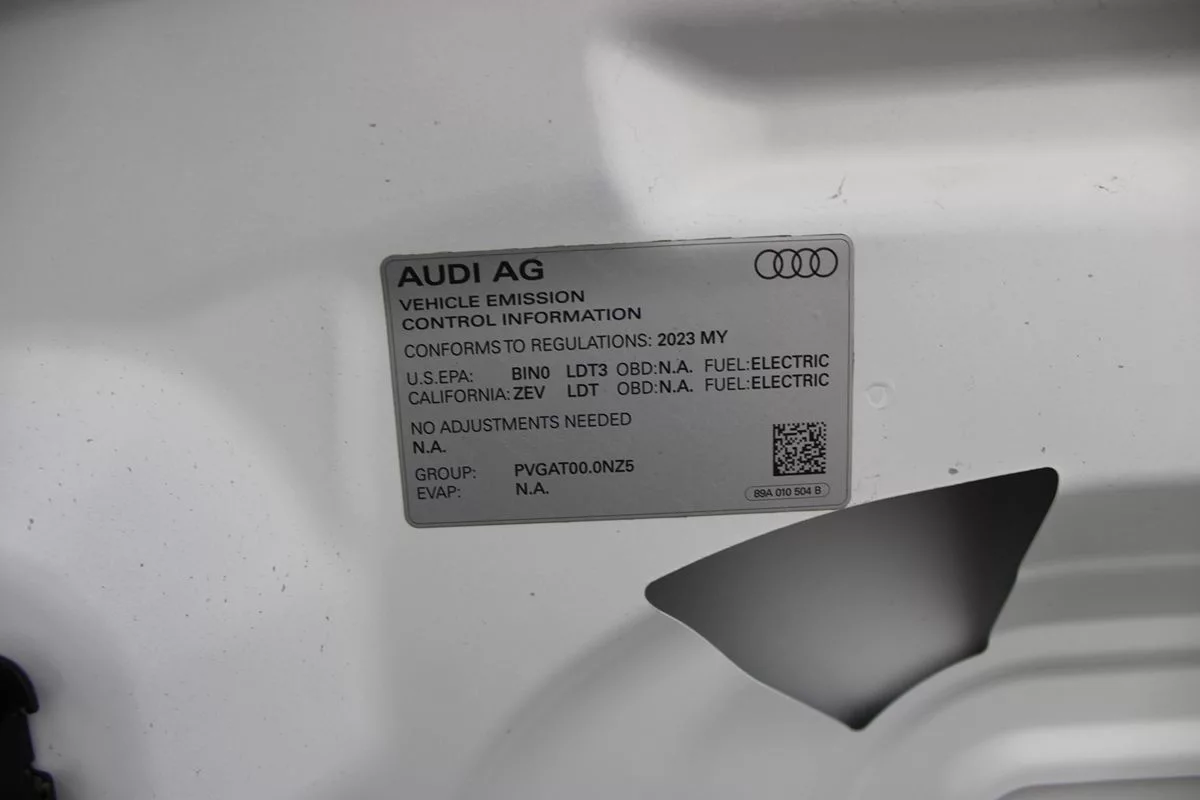 AUDI AG
VEHICLE EMISSION
CONTROL INFORMATION
CONFORMS TO REGULATIONS: 2023 MY
U.S.EPA: BIN0 LDT3 OBD:N.A. FUEL:ELECTRIC
CALIFORNIA: ZEV LDT OBD:N.A. FUEL:ELECTRIC
NO ADJUSTMENTS NEEDED
N.A.
GROUP: PVGAT00.0NZ5
EVAP: N.A.
89A 010 504 B